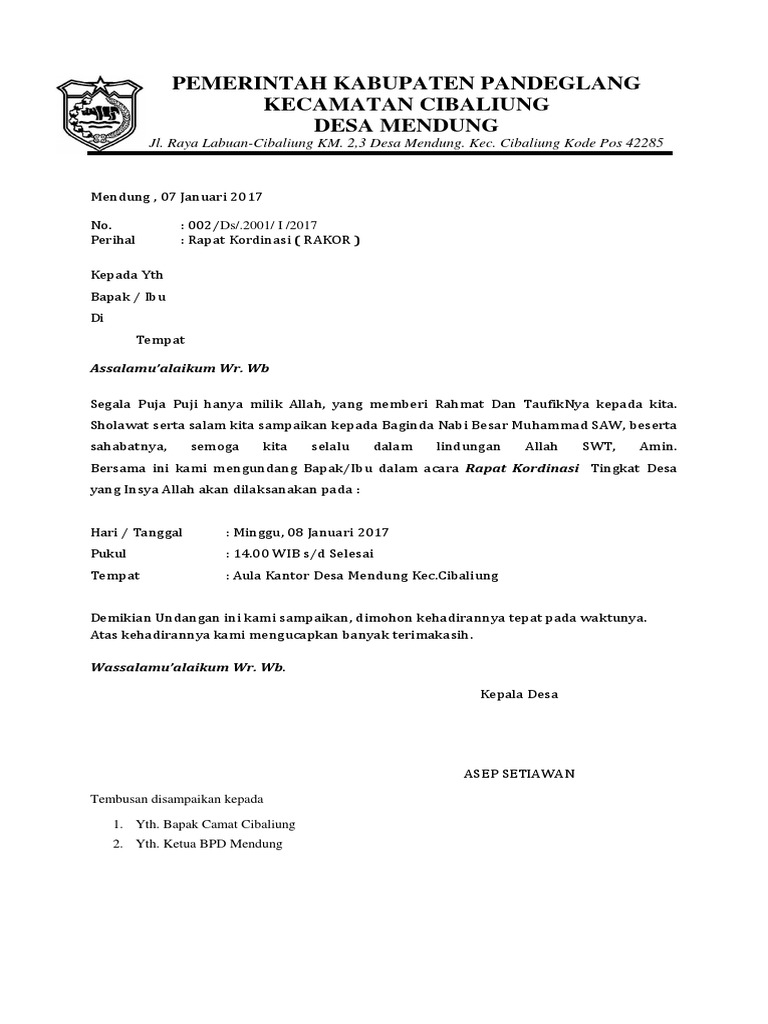 PEMERINTAH KABUPATEN PANDEGLANG
KECAMATAN CIBALIUNG
DESA MENDUNG
Jl. Raya Labuan-Cibaliung KM. 2,3 Desa Mendung. Kec. Cibaliung Kode Pos 42285
Mendung , 07 Januari 2017
No. : 002/Ds/.2001/ I /2017
Perihal : Rapat Kordinasi ( RAKOR )
Kepada Yth
Bapak / Ibu
Di
Tempat
Assalamu’alaikum Wr. Wb
Segala Puja Puji hanya milik Allah, yang memberi Rahmat Dan TaufikNya kepada kita.
Sholawat serta salam kita sampaikan kepada Baginda Nabi Besar Muhammad SAW, beserta
sahabatnya, semoga kita selalu dalam lindungan Allah SWT, Amin.
Bersama ini kami mengundang Bapak/Ibu dalam acara Rapat Kordinasi Tingkat Desa
yang Insya Allah akan dilaksanakan pada :
Hari / Tanggal : Minggu, 08 Januari 2017
Pukul : 14.00 WIB s/d Selesai
Tempat : Aula Kantor Desa Mendung Kec.Cibaliung
Demikian Undangan ini kami sampaikan, dimohon kehadirannya tepat pada waktunya.
Atas kehadirannya kami mengucapkan banyak terimakasih.
Wassalamu’alaikum Wr. Wb.
Kepala Desa
ASEP SETIAWAN
Tembusan disampaikan kepada
1. Yth. Bapak Camat Cibaliung
2. Yth. Ketua BPD Mendung